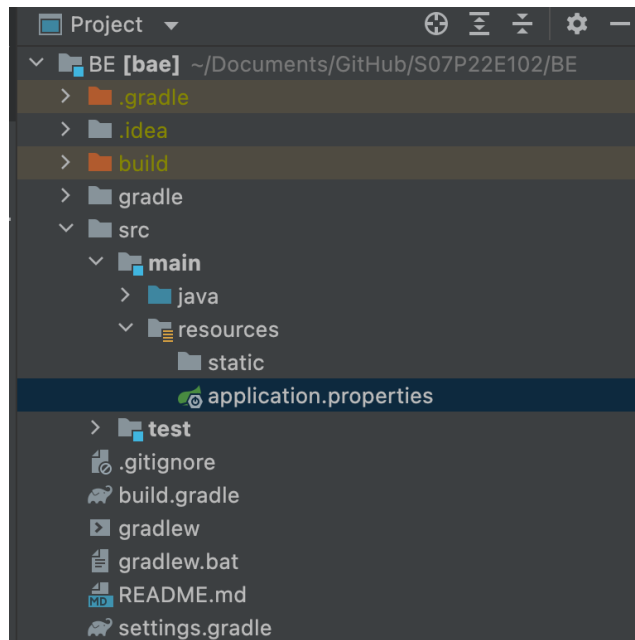 Project
BE [bae] ~/Documents/GitHub/S07P22E102/BE
.gradle
.idea
build
gradle
src
main
java
resources
static
application.properties
test
.gitignore
build.gradle
gradlew
gradlew.bat
MD README.md
settings.gradle